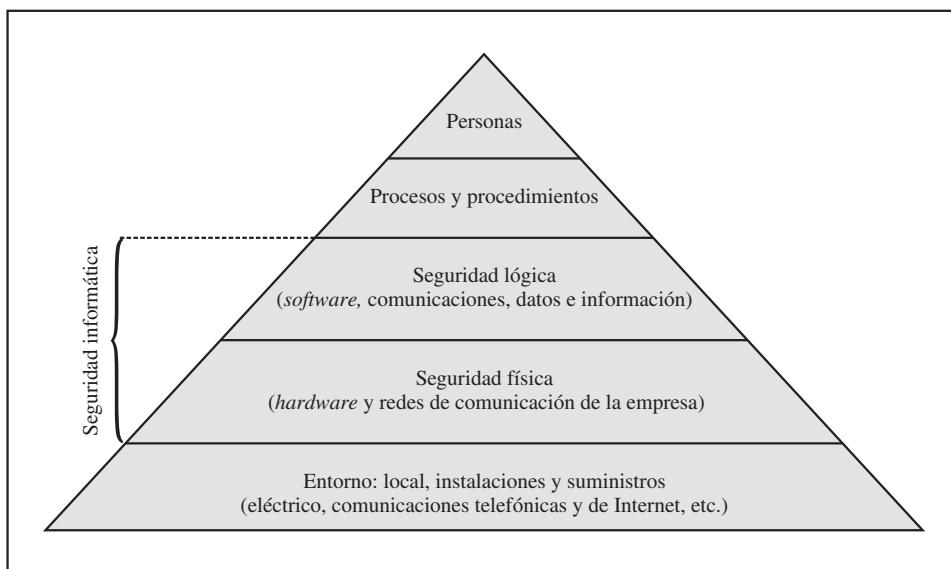 Personas
Procesos y procedimientos
Seguridad lógica
(software, comunicaciones, datos e información)
Seguridad física
(hardware y redes de comunicación de la empresa)
Entorno: local, instalaciones y suministros
(eléctrico, comunicaciones telefónicas y de Internet, etc.)
Seguridad informática